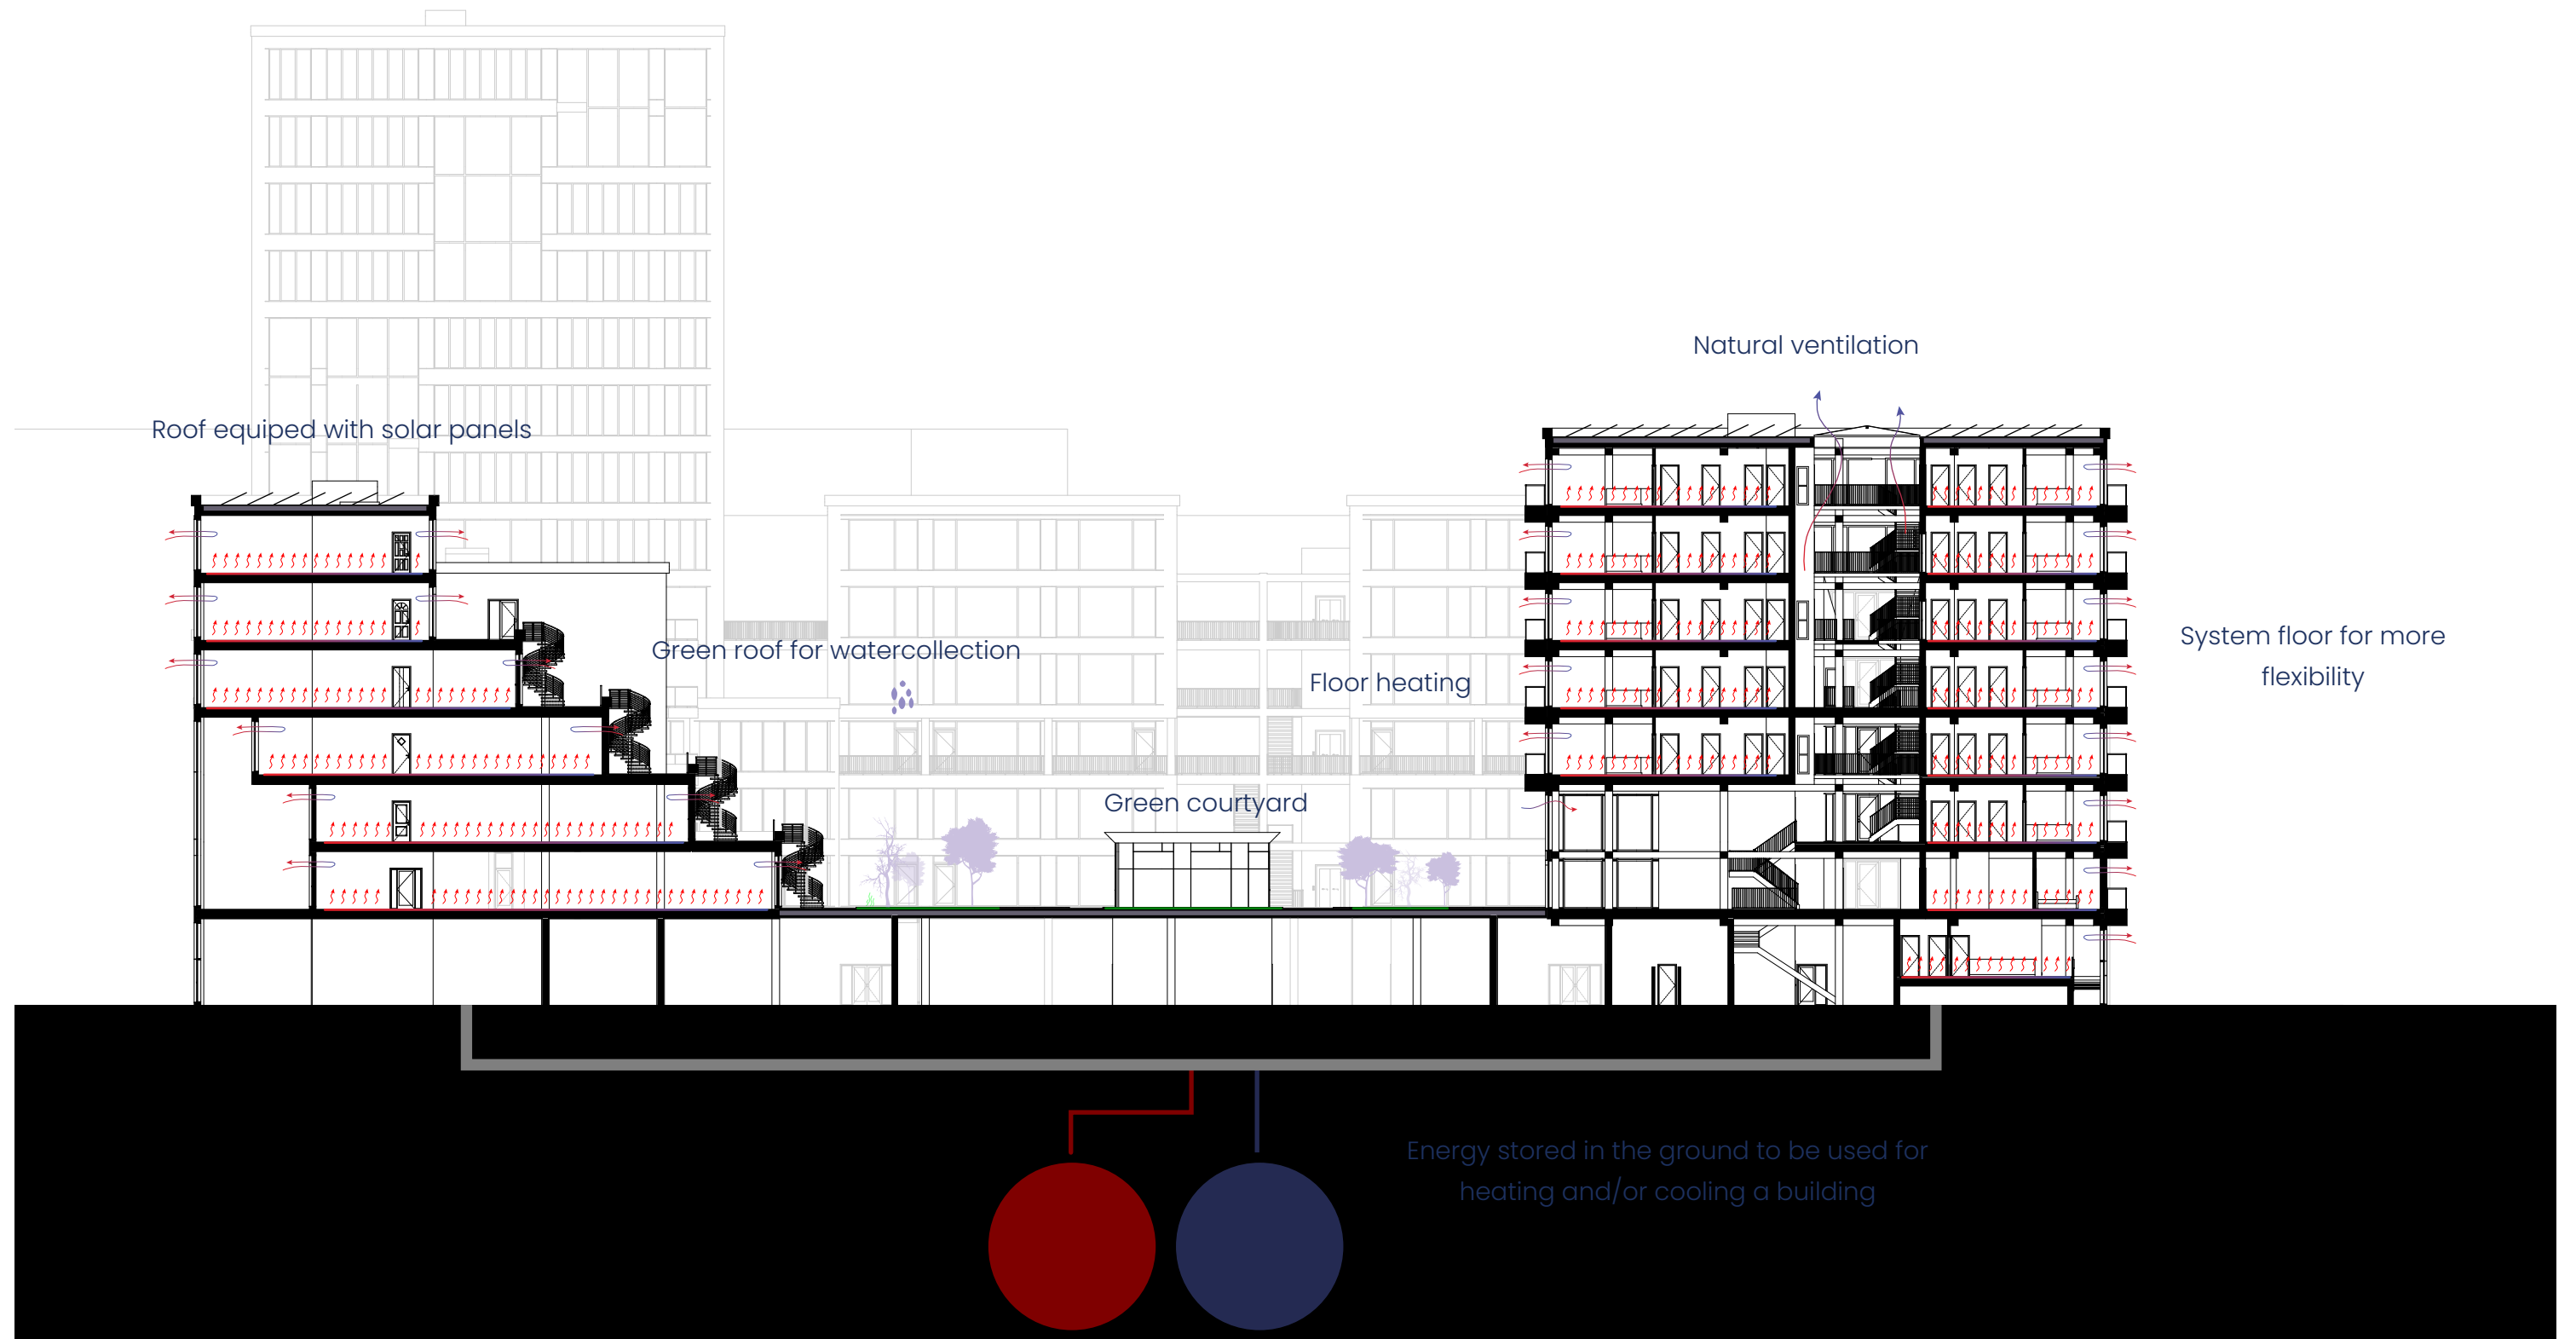 Natural ventilation
Roof equiped with solar panels
System floor for more
flexibility
Green roof for watercollection
Floor heating
Green courtyard
Energy stored in the ground to be used for
heating and/or cooling a building